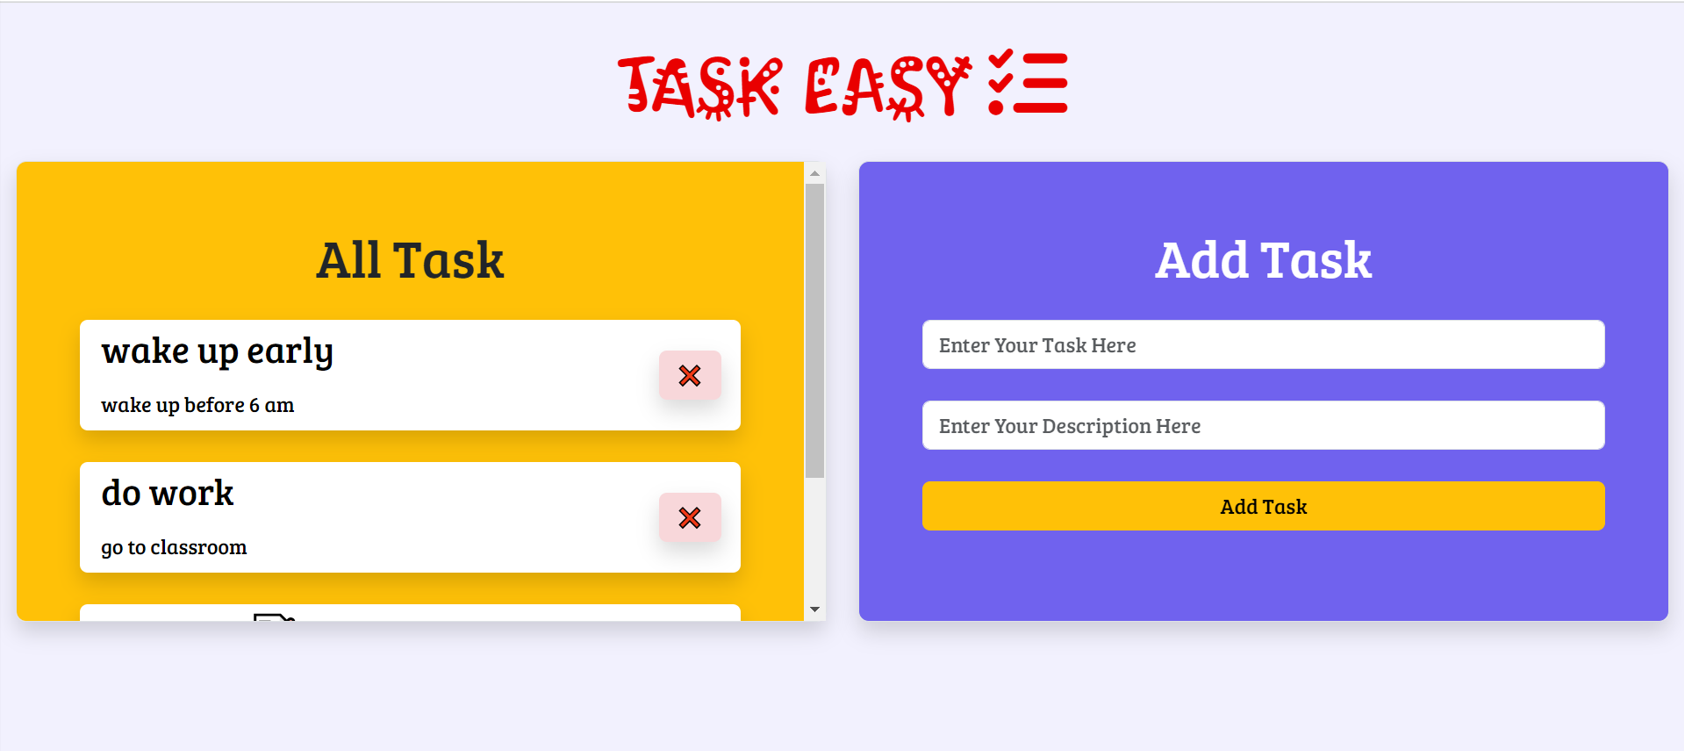 TASK EASY
All Task
wake up early
wake up before 6 am
do work
go to classroom
Add Task
Enter Your Task Here
Enter Your Description Here
Add Task